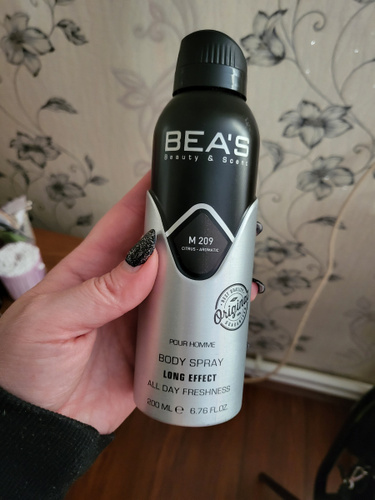 BEA'S
Beauty & Scent
M 209
CITRUS - AROMATIC
Original
POUR HOMME
BODY SPRAY
LONG EFFECT
ALL DAY FRESHNESS
200 ML ℮ 6.76 FL.OZ.